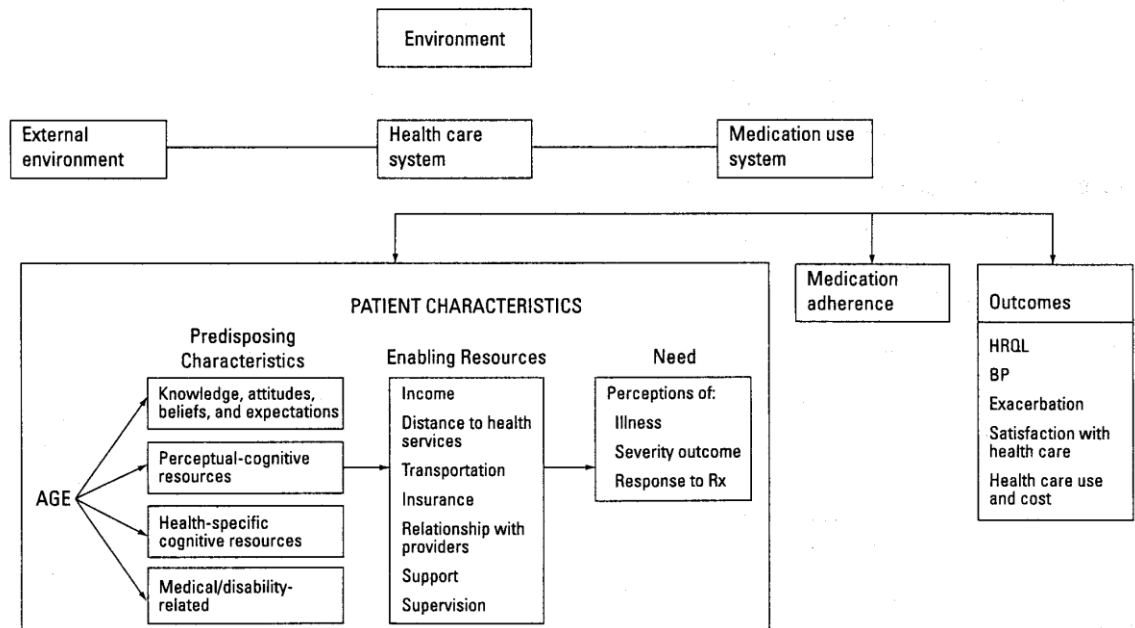 Environment
External
environment
Health care
system
Medication use
system
PATIENT CHARACTERISTICS
Predisposing
Characteristics
AGE
Knowledge, attitudes,
beliefs, and expectations
Perceptual-cognitive
resources
Health-specific
cognitive resources
Medical/disability-
related
Enabling Resources
Income
Distance to health
services
Transportation
Insurance
Relationship with
providers
Support
Supervision
Need
Perceptions of:
Illness
Severity outcome
Response to Rx
Medication
adherence
Outcomes
HRQL
BP
Exacerbation
Satisfaction with
health care
Health care use
and cost